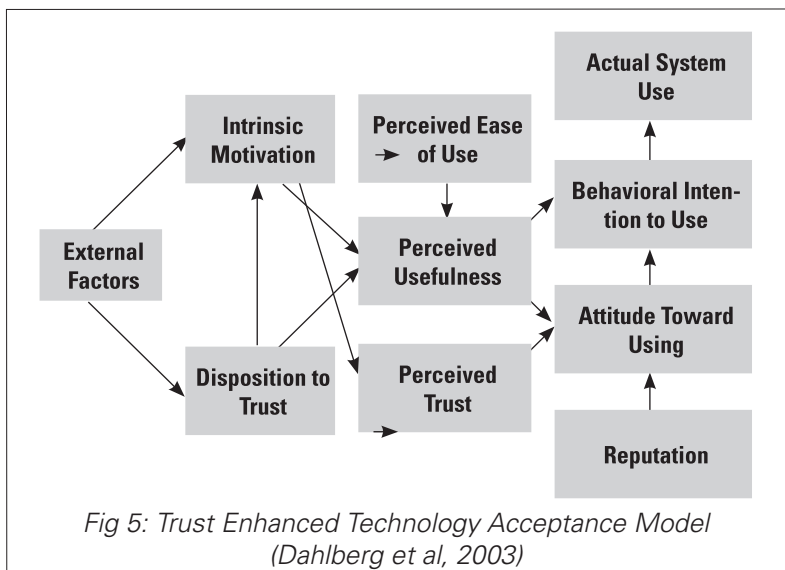 Actual System
Use
Intrinsic
Motivation
Perceived Ease
of Use
Behavioral Inten-
tion to Use
External
Factors
Perceived
Usefulness
Attitude Toward
Using
Disposition to
Trust
Perceived
Trust
Reputation
Fig 5: Trust Enhanced Technology Acceptance Model
(Dahlberg et al, 2003)